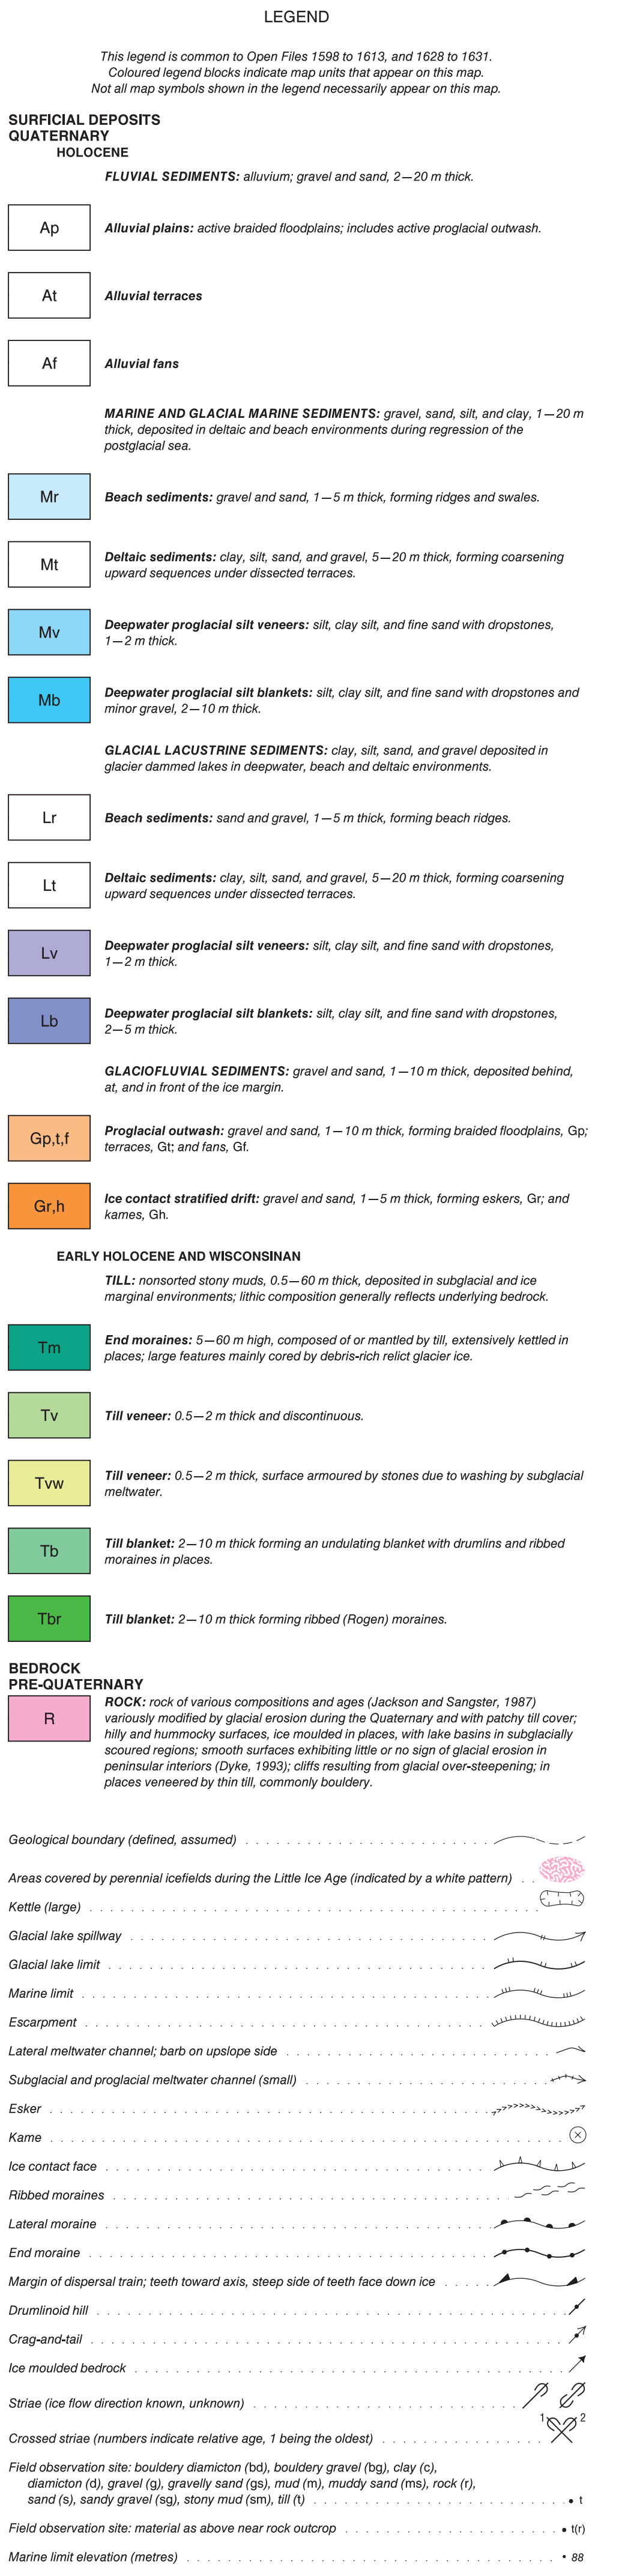 LEGEND
This legend is common to Open Files 1598 to 1613, and 1628 to 1631.
Coloured legend blocks indicate map units that appear on this map.
Not all map symbols shown in the legend necessarily appear on this map.
SURFICIAL DEPOSITS
QUATERNARY
HOLOCENE
FLUVIAL SEDIMENTS: alluvium; gravel and sand, 2—20 m thick.
Ap
Alluvial plains: active braided floodplains; includes active proglacial outwash.
At
Alluvial terraces
Af
Alluvial fans
MARINE AND GLACIAL MARINE SEDIMENTS: gravel, sand, silt, and clay, 1—20 m
thick, deposited in deltaic and beach environments during regression of the
postglacial sea.
Mr
Beach sediments: gravel and sand, 1—5 m thick, forming ridges and swales.
Mt
Deltaic sediments: clay, silt, sand, and gravel, 5—20 m thick, forming coarsening
upward sequences under dissected terraces.
Mv
Deepwater proglacial silt veneers: silt, clay silt, and fine sand with dropstones,
1—2 m thick.
Mb
Deepwater proglacial silt blankets: silt, clay silt, and fine sand with dropstones and
minor gravel, 2—10 m thick.
GLACIAL LACUSTRINE SEDIMENTS: clay, silt, sand, and gravel deposited in
glacier dammed lakes in deepwater, beach and deltaic environments.
Lr
Beach sediments: sand and gravel, 1—5 m thick, forming beach ridges.
Lt
Deltaic sediments: clay, silt, sand, and gravel, 5—20 m thick, forming coarsening
upward sequences under dissected terraces.
Lv
Deepwater proglacial silt veneers: silt, clay silt, and fine sand with dropstones,
1—2 m thick.
Lb
Deepwater proglacial silt blankets: silt, clay silt, and fine sand with dropstones,
2—5 m thick.
GLACIOFLUVIAL SEDIMENTS: gravel and sand, 1—10 m thick, deposited behind,
at, and in front of the ice margin.
Gp,t,f
Proglacial outwash: gravel and sand, 1—10 m thick, forming braided floodplains, Gp;
terraces, Gt; and fans, Gf.
Gr,h
Ice contact stratified drift: gravel and sand, 1—5 m thick, forming eskers, Gr; and
kames, Gh.
EARLY HOLOCENE AND WISCONSINAN
TILL: nonsorted stony muds, 0.5—60 m thick, deposited in subglacial and ice
marginal environments; lithic composition generally reflects underlying bedrock.
Tm
End moraines: 5—60 m high, composed of or mantled by till, extensively kettled in
places; large features mainly cored by debris-rich relict glacier ice.
Tv
Till veneer: 0.5—2 m thick and discontinuous.
Tvw
Till veneer: 0.5—2 m thick, surface armoured by stones due to washing by subglacial
meltwater.
Tb
Till blanket: 2—10 m thick forming an undulating blanket with drumlins and ribbed
moraines in places.
Tbr
Till blanket: 2—10 m thick forming ribbed (Rogen) moraines.
BEDROCK
PRE-QUATERNARY
R
ROCK: rock of various compositions and ages (Jackson and Sangster, 1987)
variously modified by glacial erosion during the Quaternary and with patchy till cover;
hilly and hummocky surfaces, ice moulded in places, with lake basins in subglacially
scoured regions; smooth surfaces exhibiting little or no sign of glacial erosion in
peninsular interiors (Dyke, 1993); cliffs resulting from glacial over-steepening; in
places veneered by thin till, commonly bouldery.
Geological boundary (defined, assumed)
Areas covered by perennial icefields during the Little Ice Age (indicated by a white pattern)
Kettle (large)
Glacial lake spillway
Glacial lake limit
Marine limit
Escarpment
Lateral meltwater channel; barb on upslope side
Subglacial and proglacial meltwater channel (small)
Esker
Kame
Ice contact face
Ribbed moraines
Lateral moraine
End moraine
Margin of dispersal train; teeth toward axis, steep side of teeth face down ice
Drumlinoid hill
Crag-and-tail
Ice moulded bedrock
Striae (ice flow direction known, unknown)
Crossed striae (numbers indicate relative age, 1 being the oldest) 1 2
Field observation site: bouldery diamicton (bd), bouldery gravel (bg), clay (c),
diamicton (d), gravel (g), gravelly sand (gs), mud (m), muddy sand (ms), rock (r),
sand (s), sandy gravel (sg), stony mud (sm), till (t) t
Field observation site: material as above near rock outcrop t(r)
Marine limit elevation (metres) 88